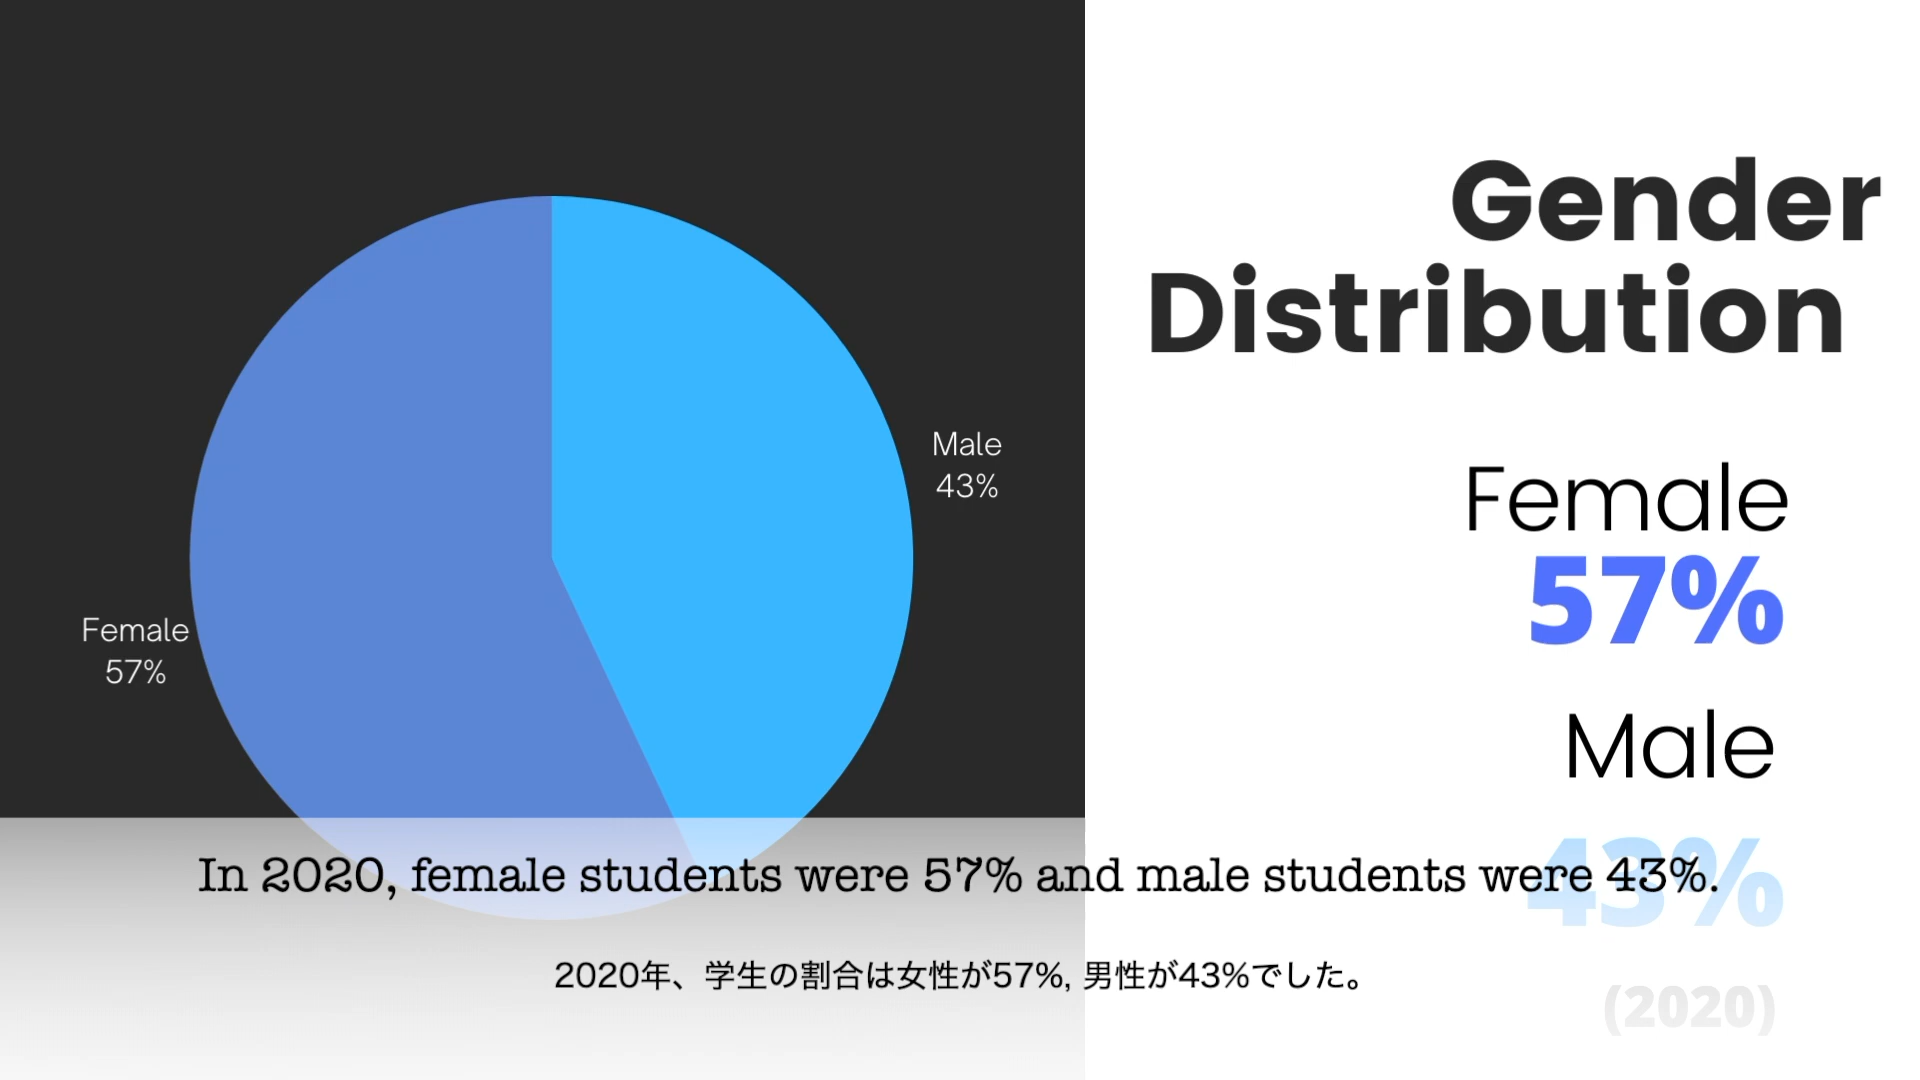 Gender
Distribution
Male
43%
Female
57%
Female
57%
Male
43%
In 2020, female students were 57% and male students were 43%.
2020年、学生の割合は女性が57%, 男性が43%でした。
(2020)